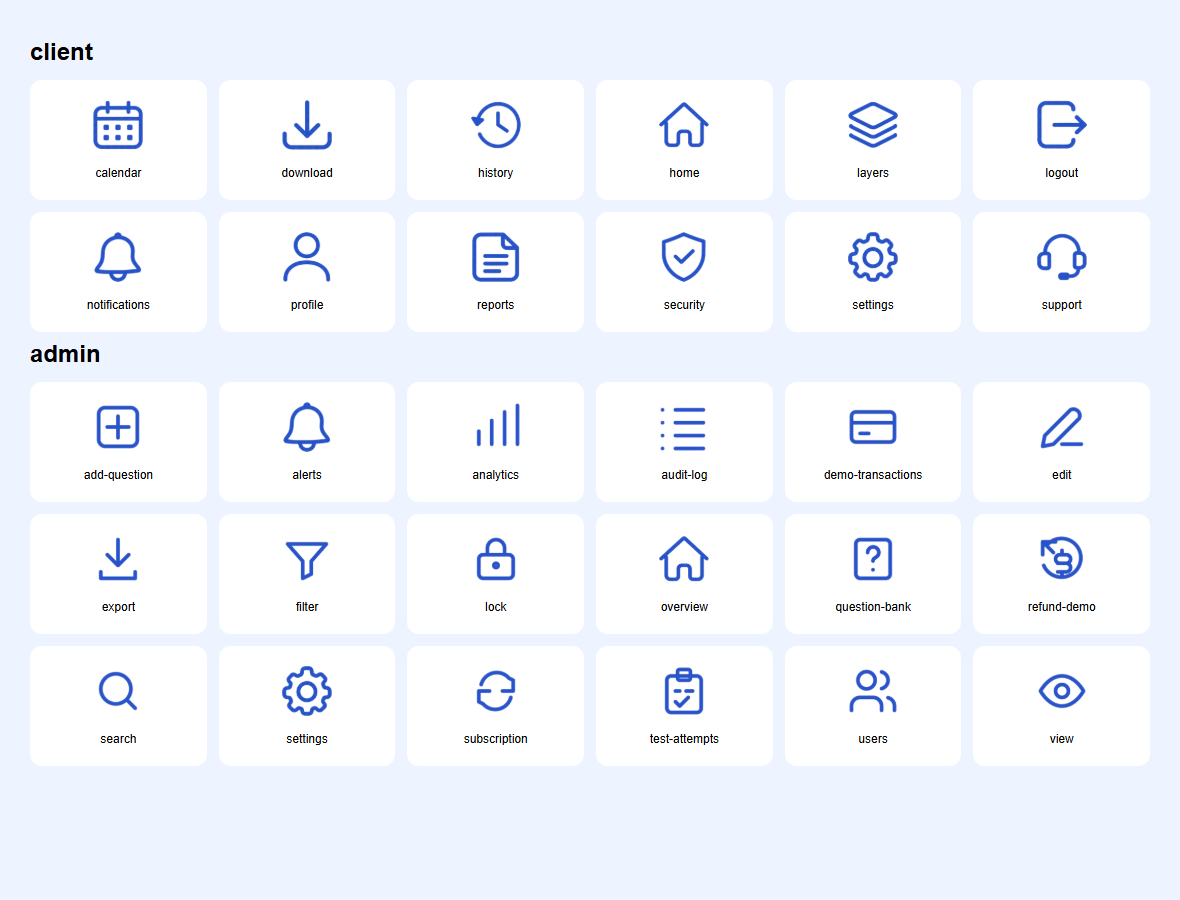 client
calendar
download
history
home
layers
logout
notifications
profile
reports
security
settings
support
admin
add-question
alerts
analytics
audit-log
demo-transactions
edit
export
filter
lock
overview
question-bank
refund-demo
search
settings
subscription
test-attempts
users
view